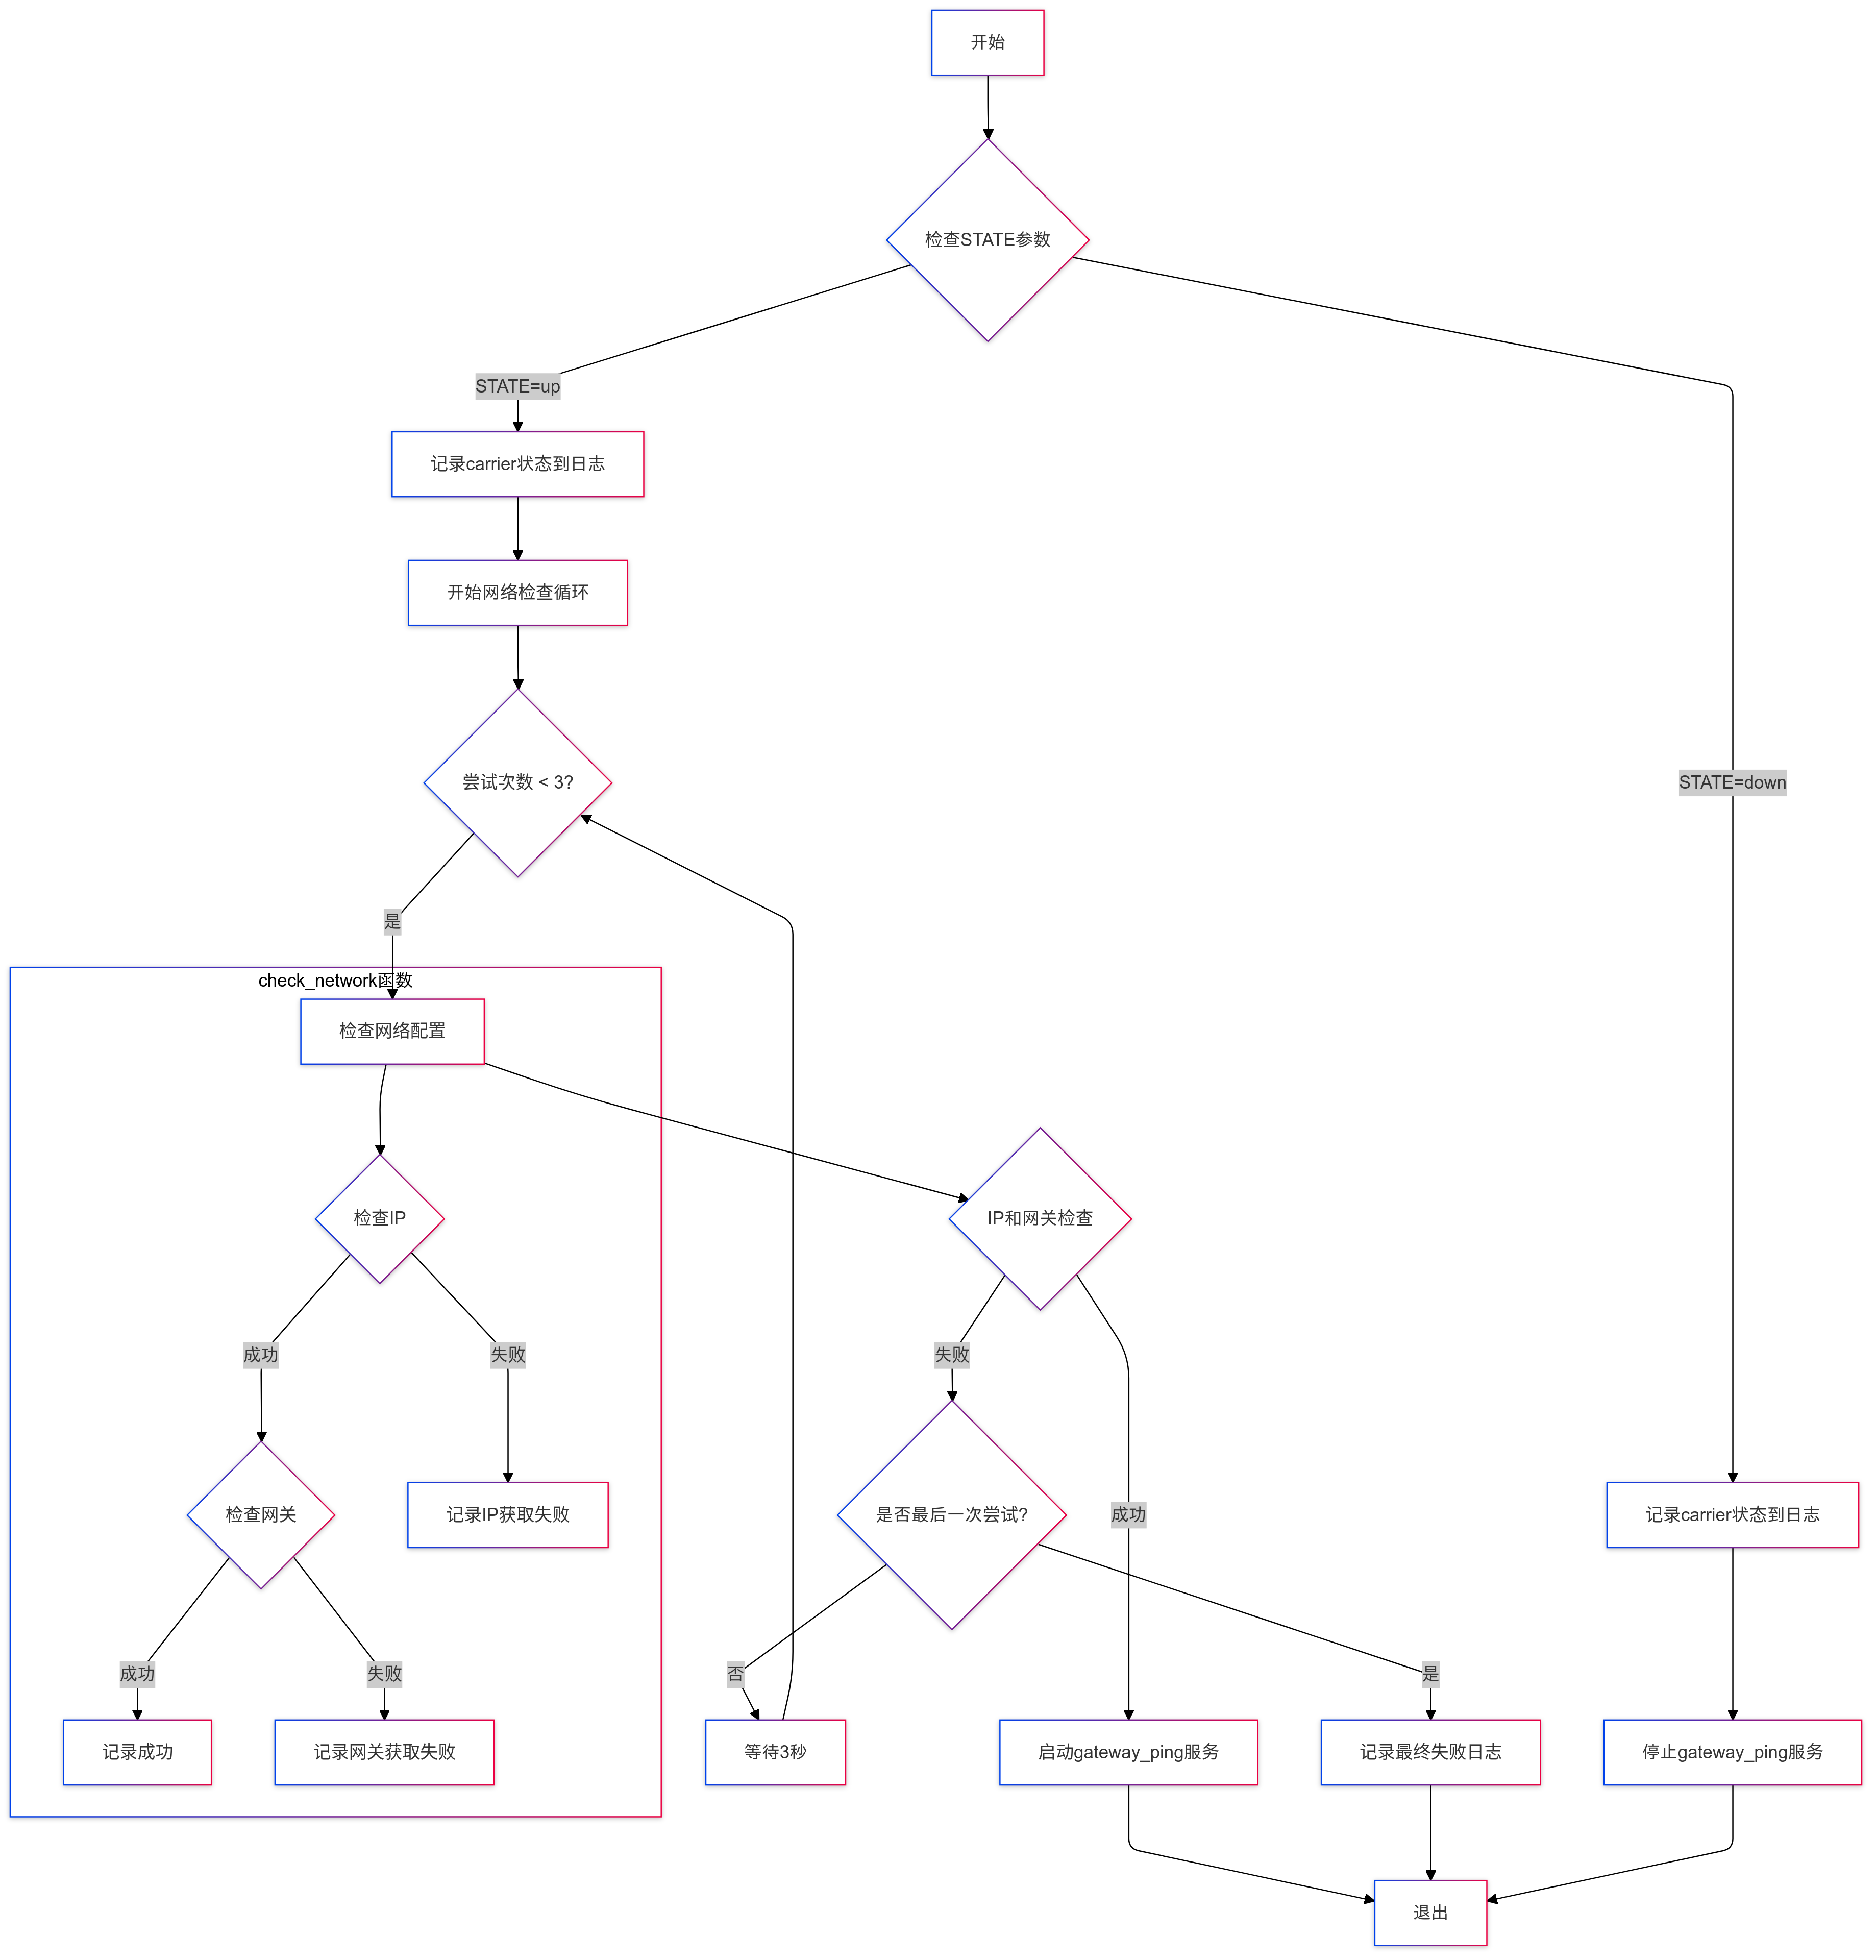 开始
检查STATE参数
STATE=up
记录carrier状态到日志
开始网络检查循环
尝试次数 < 3?
STATE=down
是
check_network函数
检查网络配置
检查IP
IP和网关检查
成功
失败
失败
检查网关
记录IP获取失败
是否最后一次尝试?
成功
记录carrier状态到日志
成功
失败
否
是
记录成功
记录网关获取失败
等待3秒
启动gateway_ping服务
记录最终失败日志
停止gateway_ping服务
退出